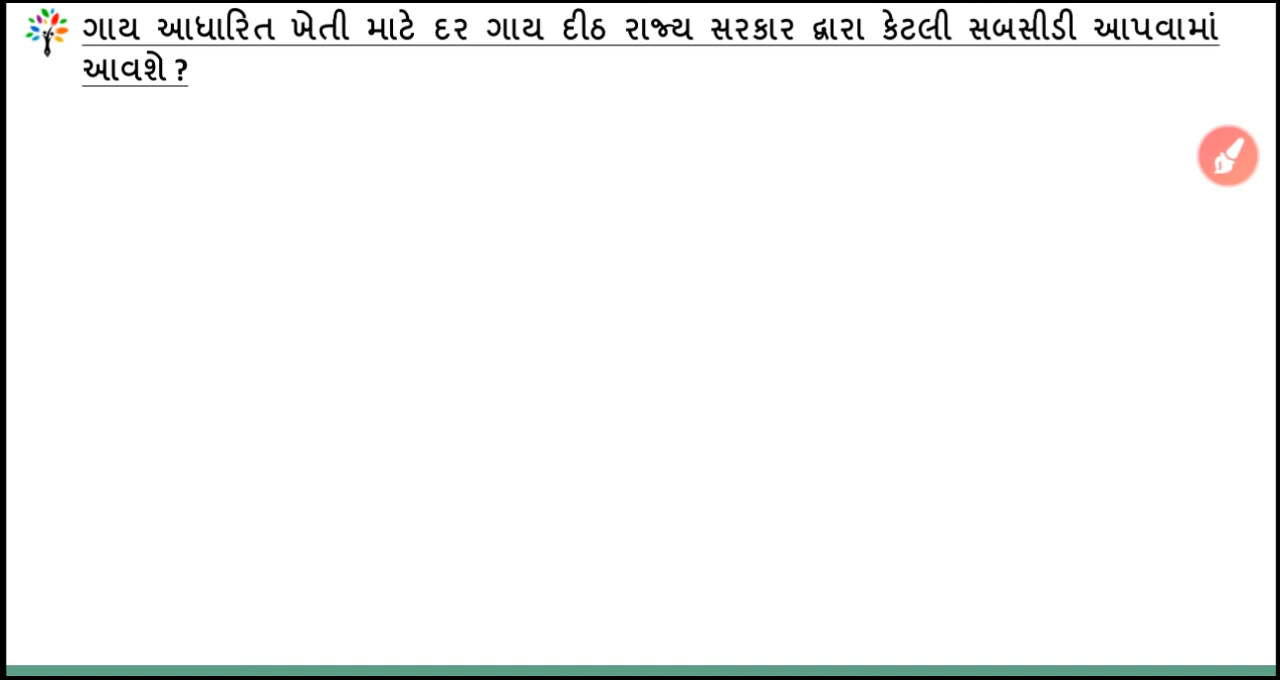 ગાય આધારિત ખેતી માટે દર ગાય દીઠ રાજ્ય સરકાર દ્વારા કેટલી સબસીડી આપવામાં
આવશે ?